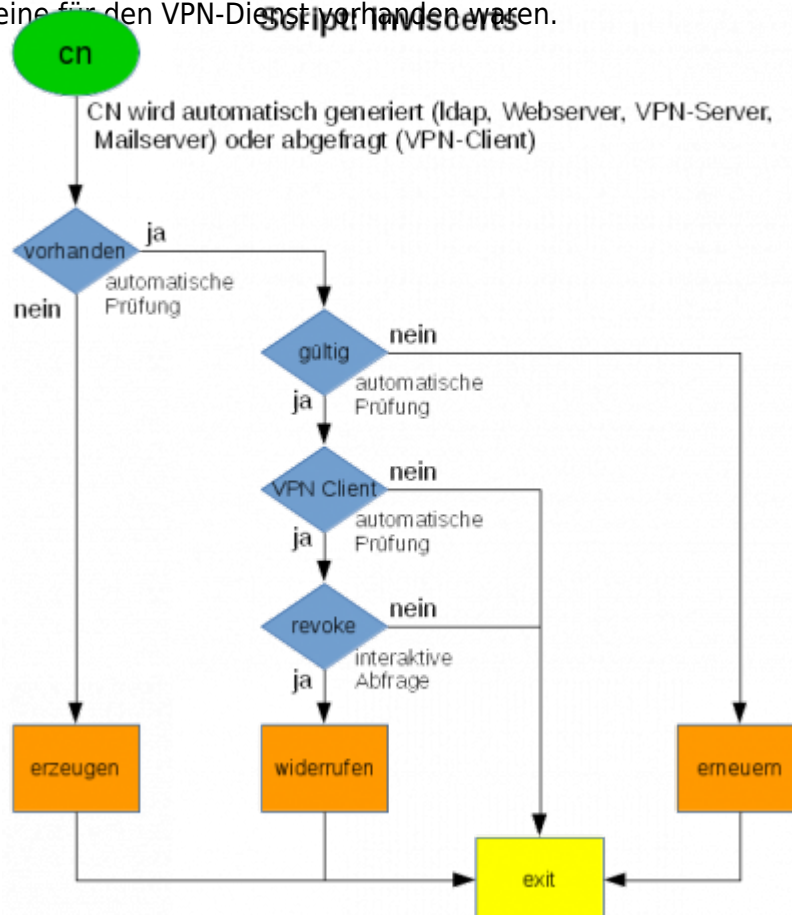 eine für den VPN-Dienst vorhanden waren.
Script: inviscerts
cn
CN wird automatisch generiert (ldap, Webserver, VPN-Server,
Mailserver) oder abgefragt (VPN-Client)
vorhanden
ja
automatische
Prüfung
nein
gültig
nein
automatische
Prüfung
ja
VPN Client
nein
automatische
Prüfung
ja
revoke
nein
interaktive
Abfrage
ja
erzeugen
widerrufen
erneuern
exit